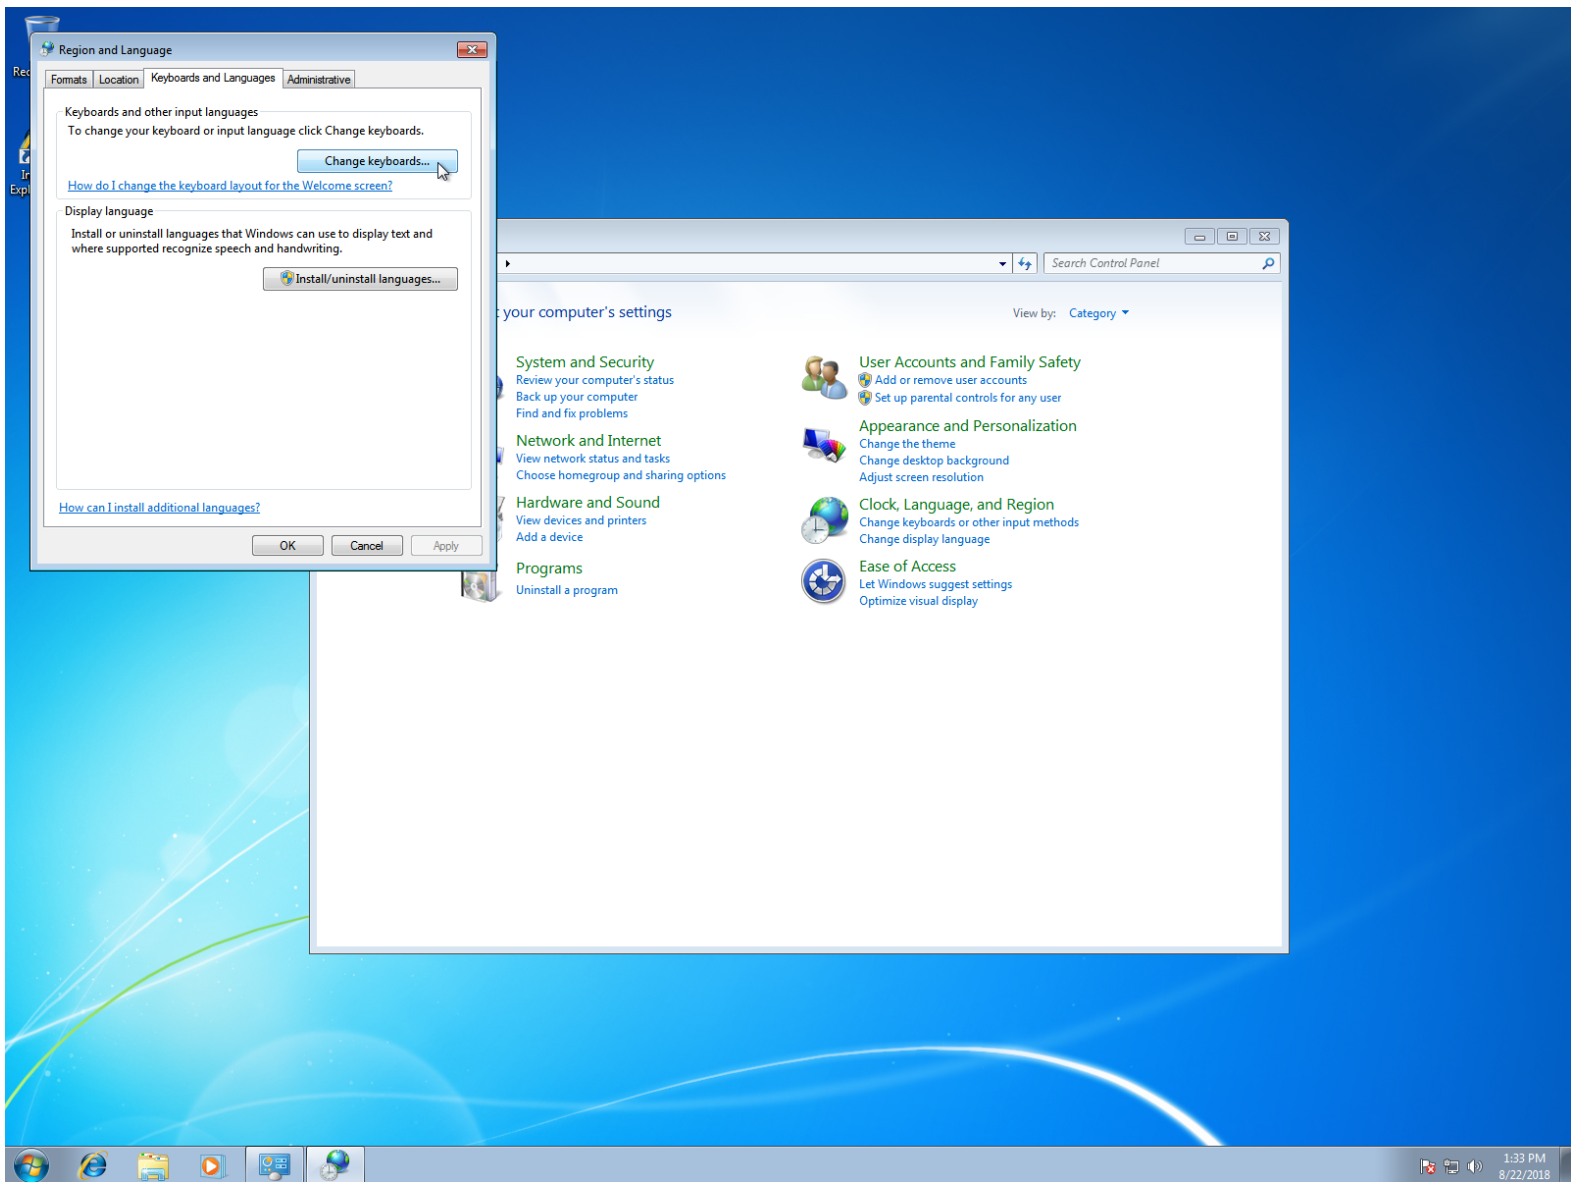 Region and Language
Formats
Location
Keyboards and Languages
Administrative
Keyboards and other input languages
To change your keyboard or input language click Change keyboards.
Change keyboards...
How do I change the keyboard layout for the Welcome screen?
Display language
Install or uninstall languages that Windows can use to display text and
where supported recognize speech and handwriting.
Install/uninstall languages...
How can I install additional languages?
OK
Cancel
Apply
Search Control Panel
your computer's settings
View by: Category
System and Security
Review your computer's status
Back up your computer
Find and fix problems
Network and Internet
View network status and tasks
Choose homegroup and sharing options
Hardware and Sound
View devices and printers
Add a device
Programs
Uninstall a program
User Accounts and Family Safety
Add or remove user accounts
Set up parental controls for any user
Appearance and Personalization
Change the theme
Change desktop background
Adjust screen resolution
Clock, Language, and Region
Change keyboards or other input methods
Change display language
Ease of Access
Let Windows suggest settings
Optimize visual display
1:33 PM
8/22/2018